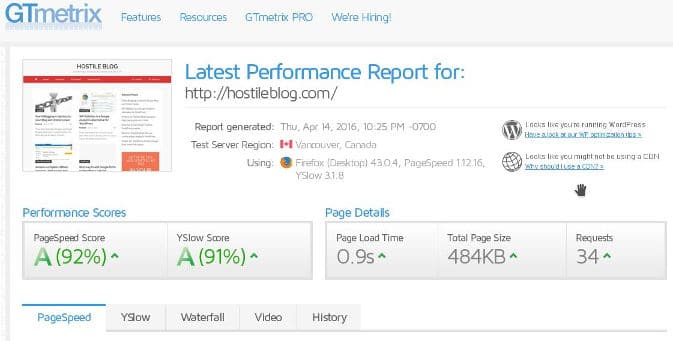 GTmetrix
Features Resources GTmetrix PRO We're Hiring!
HOSTILE BLOG
Latest Performance Report for:
http://hostileblog.com/
Report generated: Thu, Apr 14, 2016, 10:25 PM -0700
Test Server Region: Vancouver, Canada
Using: Firefox (Desktop) 43.0.4, PageSpeed 1.12.16,
YSlow 3.1.8
Looks like you're running WordPress
Have a look at our WP optimization tips >
Looks like you might not be using a CDN
Why should I use a CDN? >
Performance Scores
PageSpeed Score YSlow Score
A (92%) A (91%)
Page Details
Page Load Time Total Page Size Requests
0.9s 484KB 34
PageSpeed YSlow Waterfall Video History